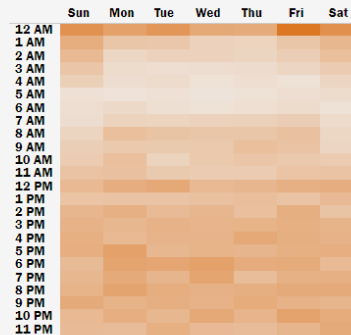 Sun Mon Tue Wed Thu Fri Sat
12 AM
1 AM
2 AM
3 AM
4 AM
5 AM
6 AM
7 AM
8 AM
9 AM
10 AM
11 AM
12 PM
1 PM
2 PM
3 PM
4 PM
5 PM
6 PM
7 PM
8 PM
9 PM
10 PM
11 PM